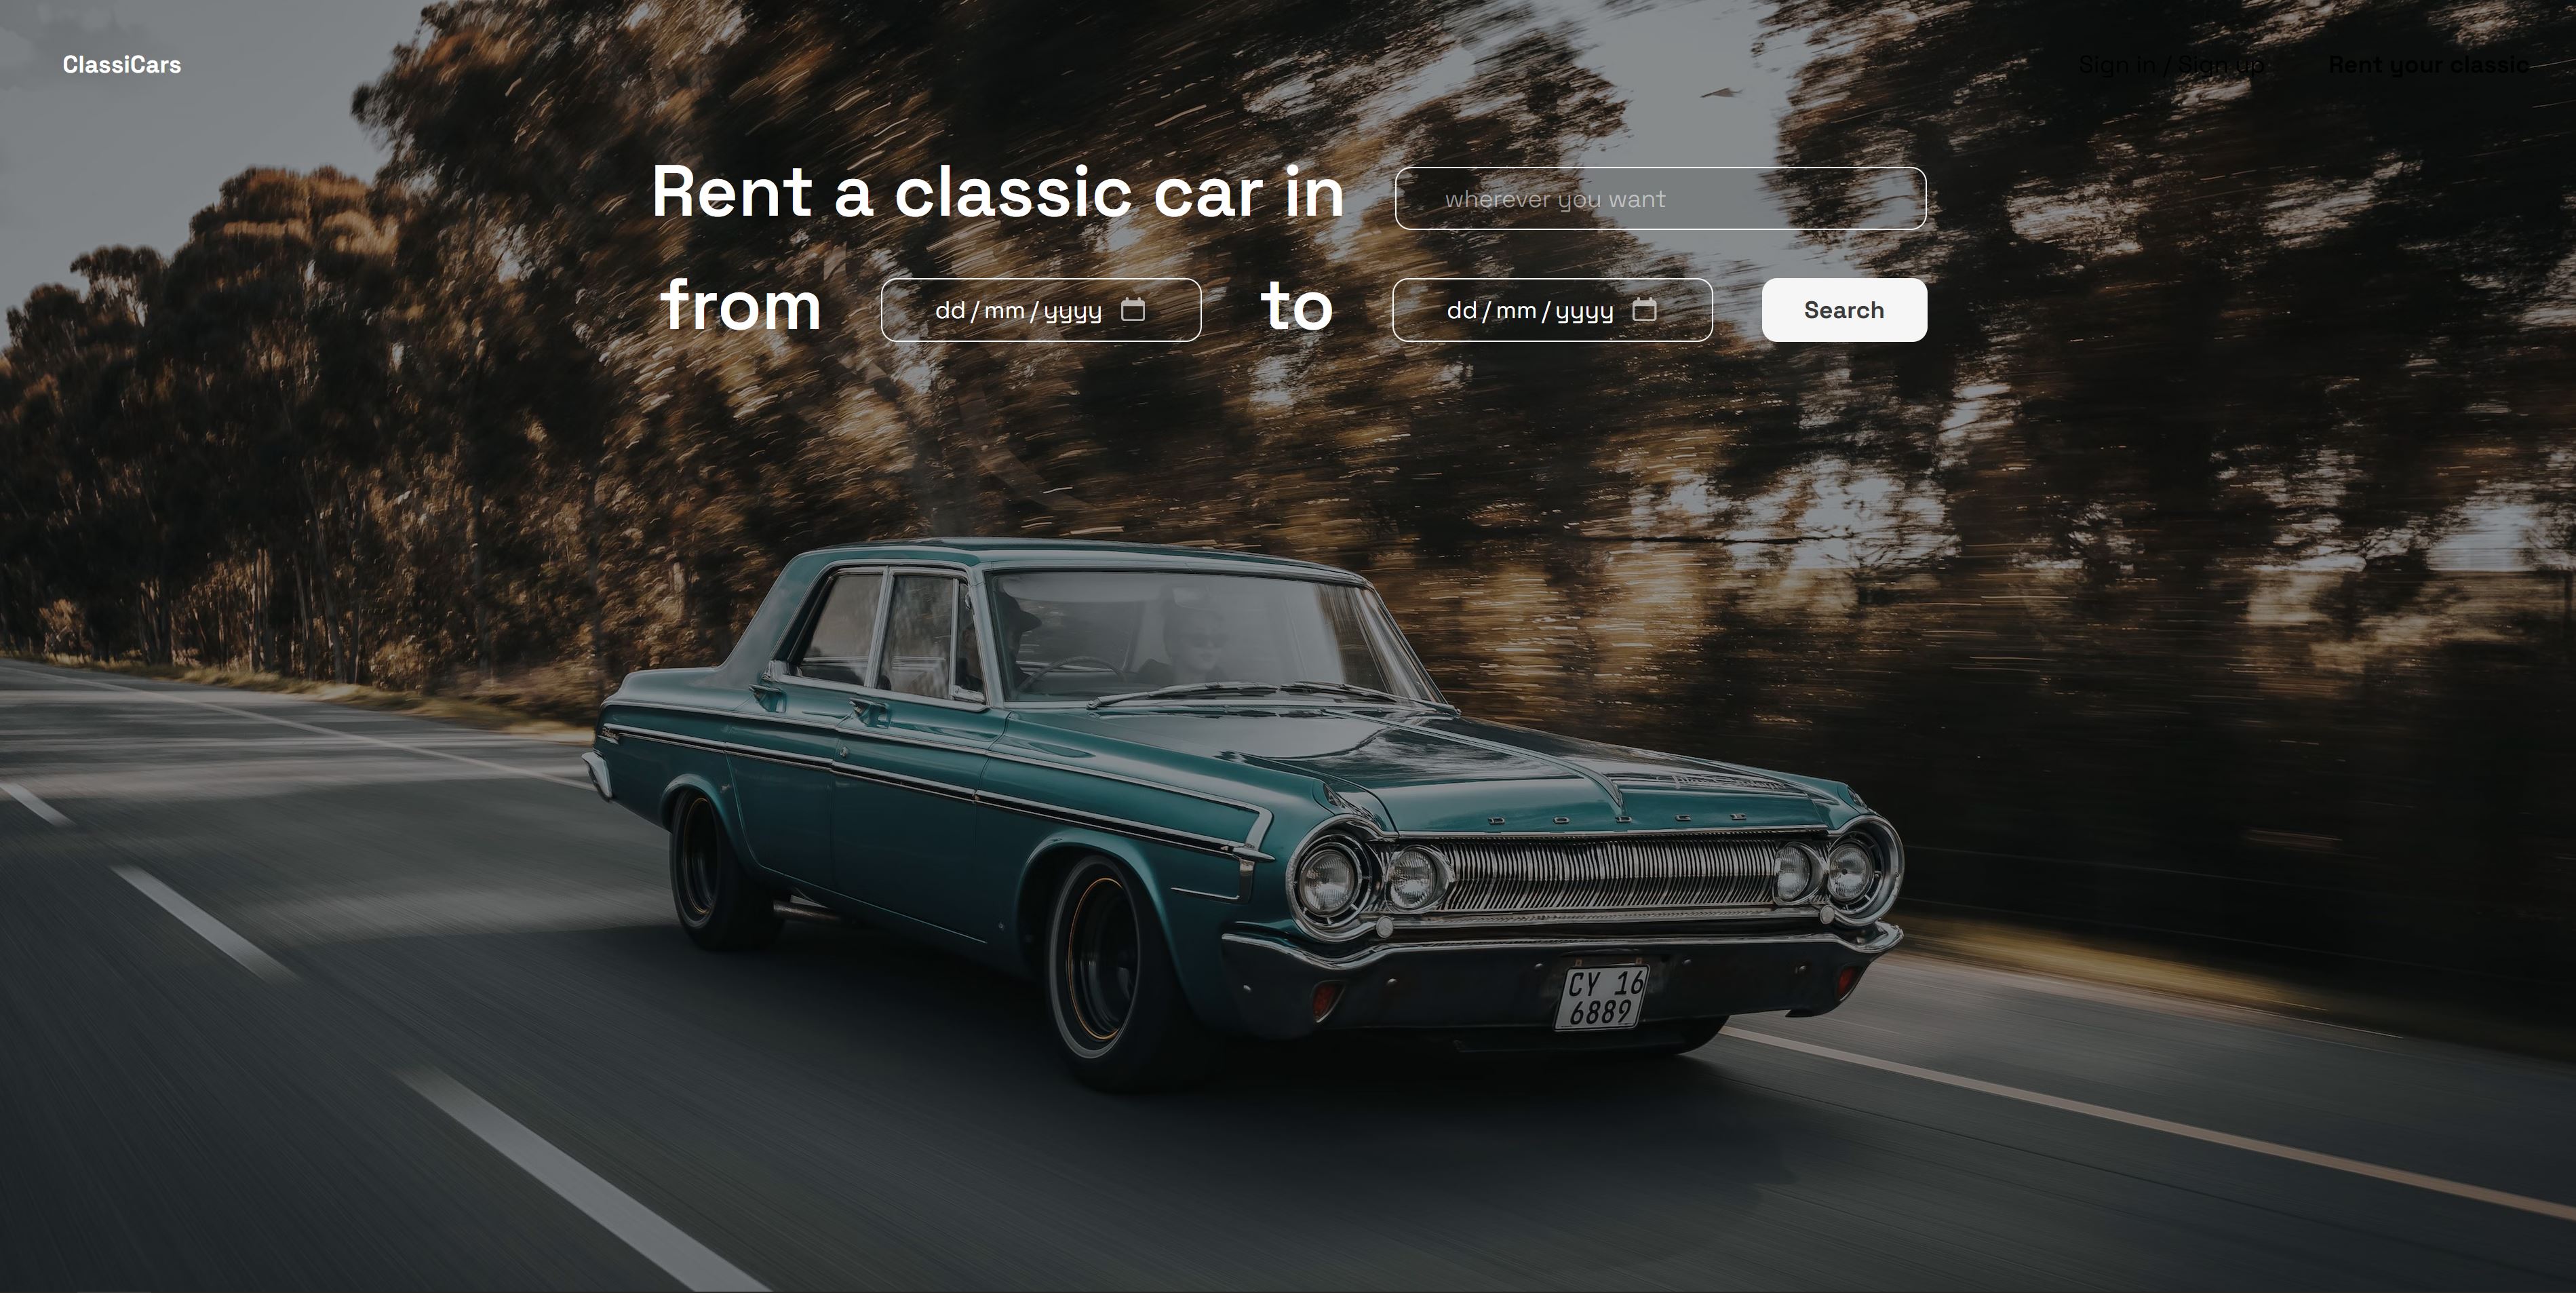 ClassiCars
Sign in / Sign up
Rent your classic
Rent a classic car in
wherever you want
from
dd/mm/yyyy
to
dd/mm/yyyy
Search
DODGE
CY 16
6889